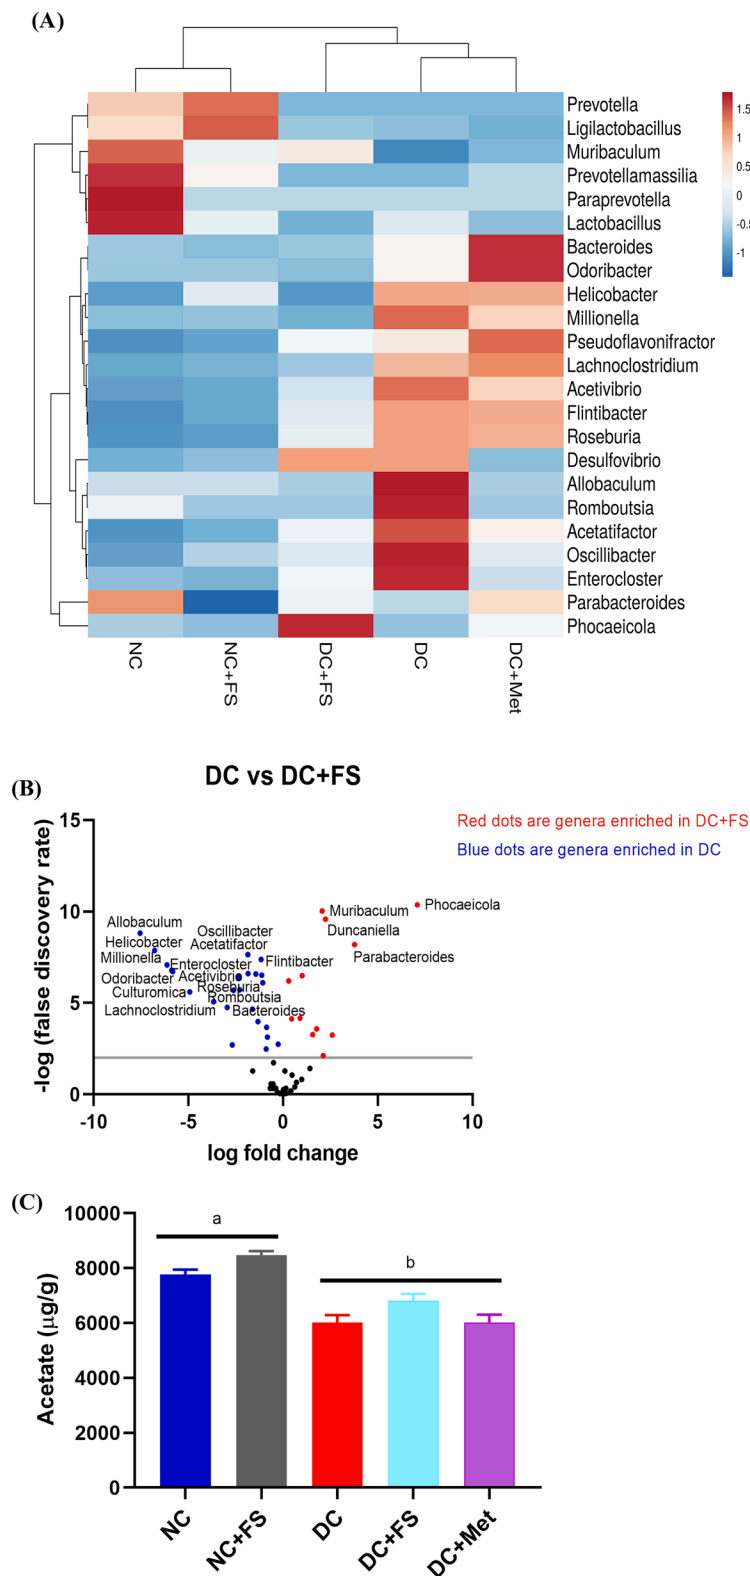 (A)
Prevotella
Ligilactobacillus
Muribaculum
Prevotellamassilia
Paraprevotella
Lactobacillus
Bacteroides
Odoribacter
Helicobacter
Millionella
Pseudoflavonifractor
Lachnoclostridium
Acetivibrio
Flintibacter
Roseburia
Desulfovibrio
Allobaculum
Romboutsia
Acetatifactor
Oscillibacter
Enterocloster
Parabacteroides
Phocaeicola
1.5
1
0.5
0
-0.5
-1
NC
NC+FS
DC+FS
DC
DC+Met
(B)
DC vs DC+FS
Red dots are genera enriched in DC+FS
Blue dots are genera enriched in DC
-log (false discovery rate)
15
10
5
0
Allobaculum
Helicobacter
Millionella
Odoribacter
Culturomica
Lachnoclostridium
Oscillibacter
Acetatifactor
Enterocloster
Acetivibrio
Roseburia
Romboutsia
Bacteroides
Flintibacter
Muribaculum
Duncaniella
Phocaeicola
Parabacteroides
-10
-5
0
5
10
log fold change
(C)
Acetate (µg/g)
10000
8000
6000
4000
2000
0
a
b
NC
NC+FS
DC
DC+FS
DC+Met